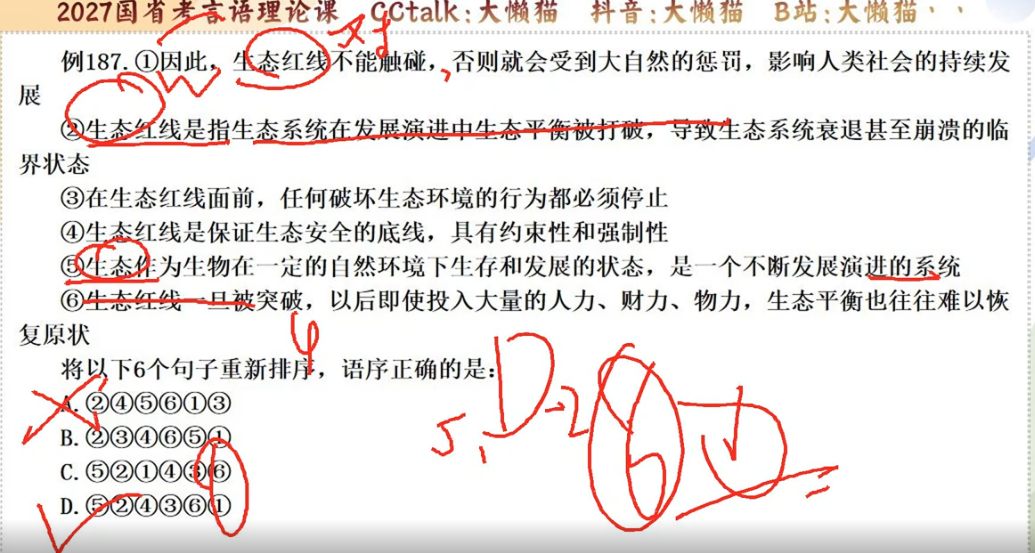 2027国省考言语理论课 CCtalk:大懒猫 抖音:大懒猫 B站:大懒猫
例187.①因此，生态红线不能触碰，否则就会受到大自然的惩罚，影响人类社会的持续发
展
②生态红线是指生态系统在发展演进中生态平衡被打破，导致生态系统衰退甚至崩溃的临
界状态
③在生态红线面前，任何破坏生态环境的行为都必须停止
④生态红线是保证生态安全的底线，具有约束性和强制性
⑤生态作为生物在一定的自然环境下生存和发展的状态，是一个不断发展演进的系统
⑥生态红线一旦被突破，以后即使投入大量的人力、财力、物力，生态平衡也往往难以恢
复原状
将以下6个句子重新排序，语序正确的是：
A.②④⑤⑥①③
B.②③④⑥⑤①
C.⑤②①④③⑥
D.⑤②④③⑥①